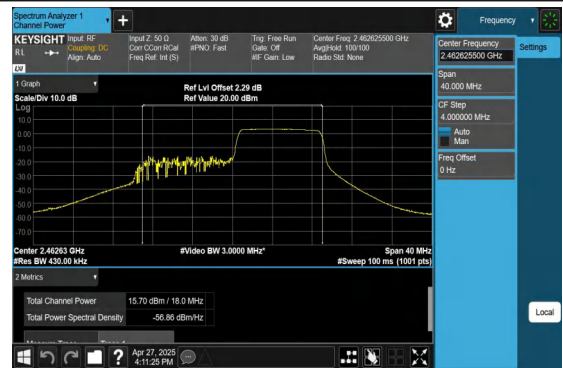 Spectrum Analyzer 1
Channel Power
Frequency
KEYSIGHT
RL
LXI
Input: RF
Coupling: DC
Align: Auto
Input Z: 50 Ω
Corr CCorr RCal
Freq Ref: Int (S)
Atten: 30 dB
#PNO: Fast
Trig: Free Run
Gate: Off
#IF Gain: Low
Center Freq: 2.462625500 GHz
Avg|Hold: 100/100
Radio Std: None
Center Frequency
2.462625500 GHz
Settings
Span
40.000 MHz
CF Step
4.000000 MHz
Auto
Man
Freq Offset
0 Hz
Local
1 Graph
Scale/Div 10.0 dB
Ref Lvl Offset 2.29 dB
Ref Value 20.00 dBm
Log
10.0
0.00
-10.0
-20.0
-30.0
-40.0
-50.0
-60.0
-70.0
Center 2.46263 GHz
#Res BW 430.00 kHz
#Video BW 3.0000 MHz*
Span 40 MHz
#Sweep 100 ms (1001 pts)
2 Metrics
Total Channel Power 15.70 dBm / 18.0 MHz
Total Power Spectral Density -56.86 dBm/Hz
?
Apr 27, 2025
4:11:25 PM